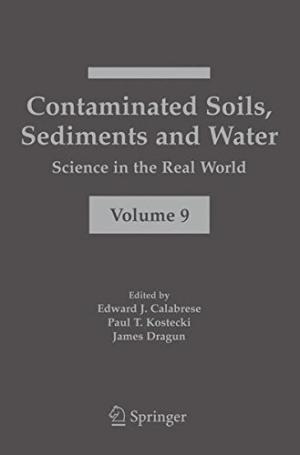 Contaminated Soils,
Sediments and Water
Science in the Real World
Volume 9
Edited by
Edward J. Calabrese
Paul T. Kostecki
James Dragun
Springer